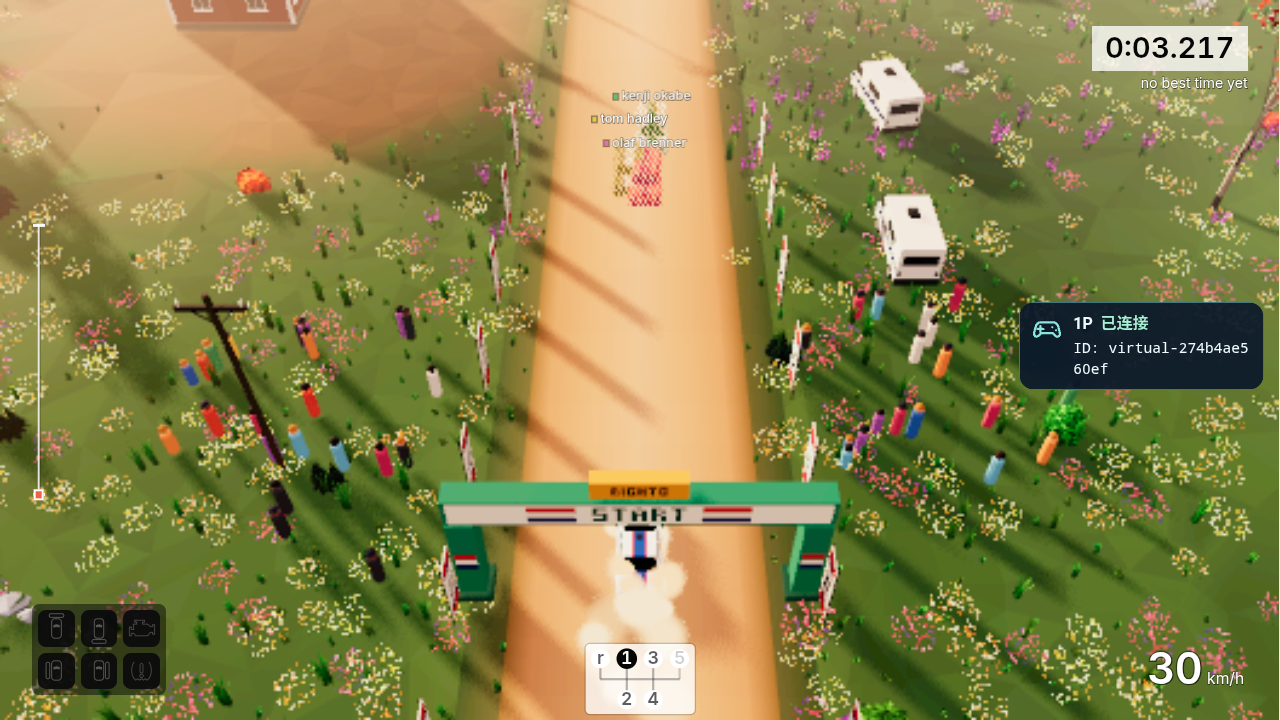 0:03.217
no best time yet
kenji okabe
tom hadley
olaf brenner
1P 已连接
ID: virtual-274b4ae5
60ef
START
r 1 3 5
2 4
30 km/h